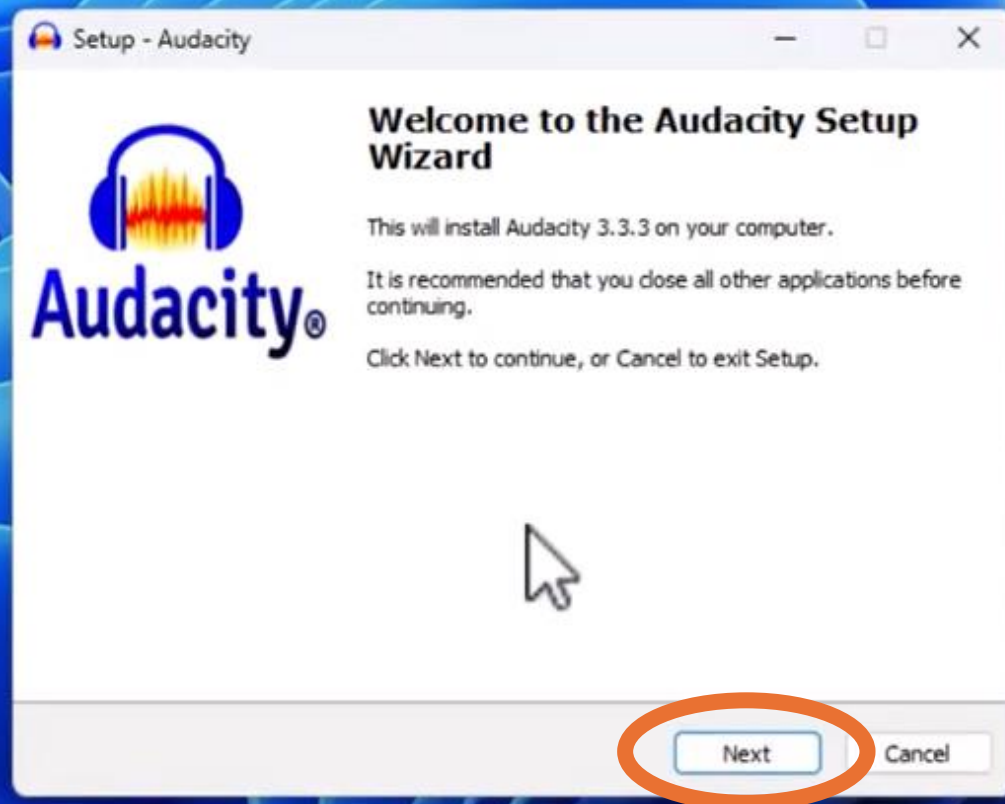 Setup - Audacity
Welcome to the Audacity Setup
Wizard
This will install Audacity 3.3.3 on your computer.
It is recommended that you close all other applications before
continuing.
Click Next to continue, or Cancel to exit Setup.
Audacity®
Next
Cancel